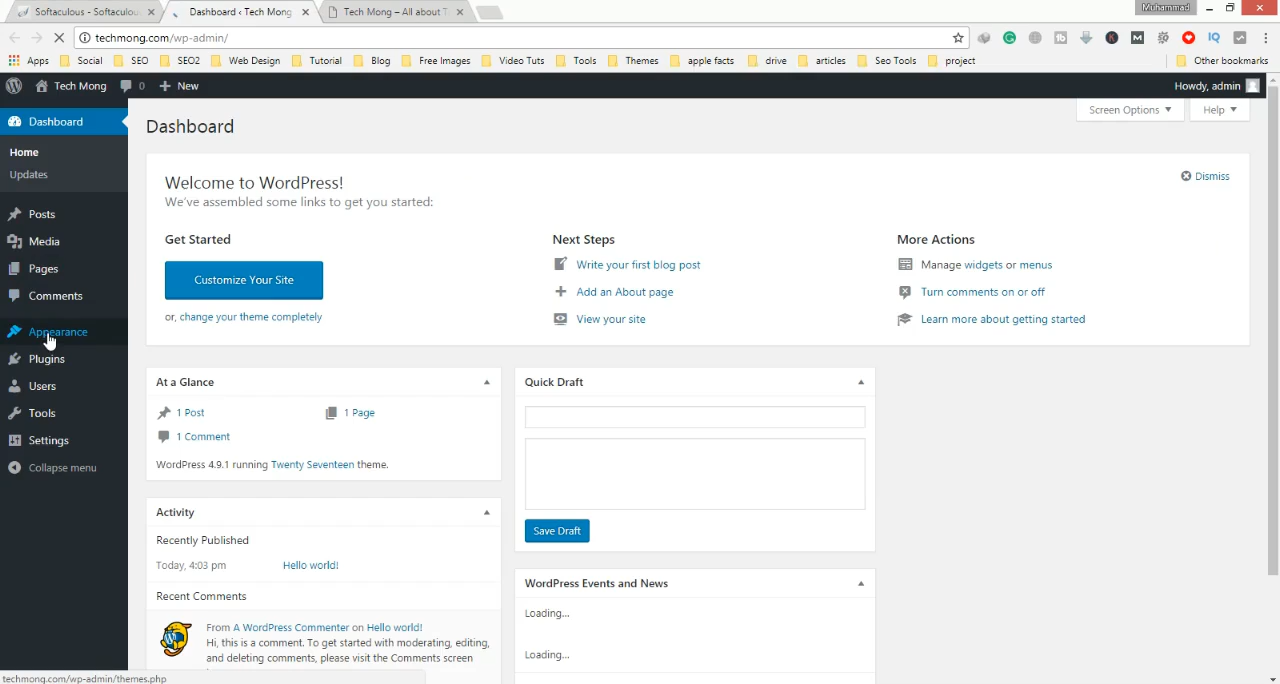 Softaculous - Softaculou
Dashboard ‹ Tech Mong
Tech Mong – All about T
Muhammad
techmong.com/wp-admin/
Apps
Social
SEO
SEO2
Web Design
Tutorial
Blog
Free Images
Video Tuts
Tools
Themes
apple facts
drive
articles
Seo Tools
project
Other bookmarks
Tech Mong
0
New
Howdy, admin
Dashboard
Home
Updates
Posts
Media
Pages
Comments
Appearance
Plugins
Users
Tools
Settings
Collapse menu
Screen Options
Help
Dashboard
Welcome to WordPress!
We've assembled some links to get you started:
Dismiss
Get Started
Customize Your Site
or, change your theme completely
Next Steps
Write your first blog post
Add an About page
View your site
More Actions
Manage widgets or menus
Turn comments on or off
Learn more about getting started
At a Glance
1 Post
1 Page
1 Comment
WordPress 4.9.1 running Twenty Seventeen theme.
Activity
Recently Published
Today, 4:03 pm
Hello world!
Recent Comments
From A WordPress Commenter on Hello world!
Hi, this is a comment. To get started with moderating, editing,
and deleting comments, please visit the Comments screen
Quick Draft
Save Draft
WordPress Events and News
Loading...
Loading...
techmong.com/wp-admin/themes.php